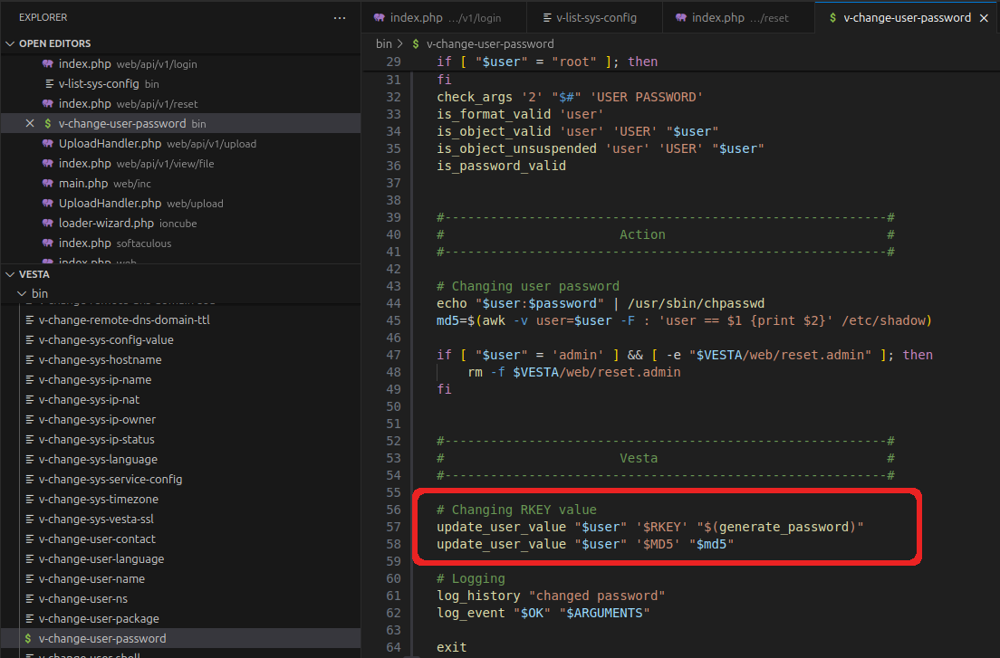 EXPLORER
...
OPEN EDITORS
index.php web/api/v1/login
v-list-sys-config bin
index.php web/api/v1/reset
$ v-change-user-password bin
UploadHandler.php web/api/v1/upload
index.php web/api/v1/view/file
main.php web/inc
UploadHandler.php web/upload
loader-wizard.php ioncube
index.php softaculous
index.php web
VESTA
bin
v-change-remote-dns-domain-ttl
v-change-sys-config-value
v-change-sys-hostname
v-change-sys-ip-name
v-change-sys-ip-nat
v-change-sys-ip-owner
v-change-sys-ip-status
v-change-sys-language
v-change-sys-service-config
v-change-sys-timezone
v-change-sys-vesta-ssl
v-change-user-contact
v-change-user-language
v-change-user-name
v-change-user-ns
v-change-user-package
$ v-change-user-password
v-change-user-shell
index.php .../v1/login
v-list-sys-config
index.php .../reset
$ v-change-user-password
bin > $ v-change-user-password
29 if [ "$user" = "root" ]; then
31 fi
32 check_args '2' "$#" 'USER PASSWORD'
33 is_format_valid 'user'
34 is_object_valid 'user' 'USER' "$user"
35 is_object_unsuspended 'user' 'USER' "$user"
36 is_password_valid
37
38
39 #----------------------------------------------------------#
40 #                       Action                             #
41 #----------------------------------------------------------#
42
43 # Changing user password
44 echo "$user:$password" | /usr/sbin/chpasswd
45 md5=$(awk -v user=$user -F : 'user == $1 {print $2}' /etc/shadow)
46
47 if [ "$user" = 'admin' ] && [ -e "$VESTA/web/reset.admin" ]; then
48     rm -f $VESTA/web/reset.admin
49 fi
50
51
52 #----------------------------------------------------------#
53 #                       Vesta                              #
54 #----------------------------------------------------------#
55
56 # Changing RKEY value
57 update_user_value "$user" '$RKEY' "$(generate_password)"
58 update_user_value "$user" '$MD5' "$md5"
59
60 # Logging
61 log_history "changed password"
62 log_event "$OK" "$ARGUMENTS"
63
64 exit